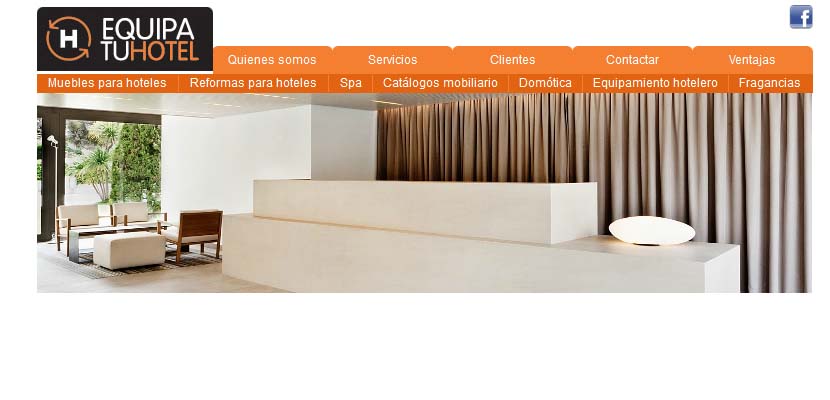 H EQUIPA
TUHOTEL
f
Quienes somos Servicios Clientes Contactar Ventajas
Muebles para hoteles Reformas para hoteles Spa Catálogos mobiliario Domótica Equipamiento hotelero Fragancias